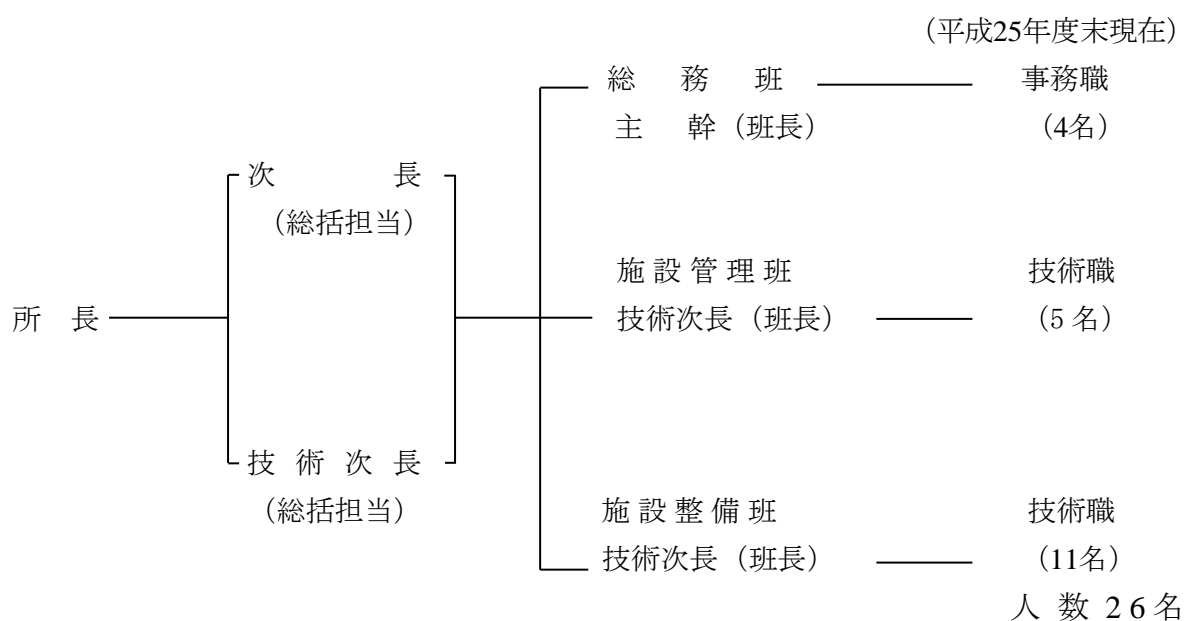 （平成25年度末現在）
総　務　班　事務職
主　幹（班長）　（4名）
次　長
（総括担当）
施設管理班　技術職
所　長　技術次長（班長）　（5名）
技術次長
（総括担当）
施設整備班　技術職
技術次長（班長）　（11名）
人数26名